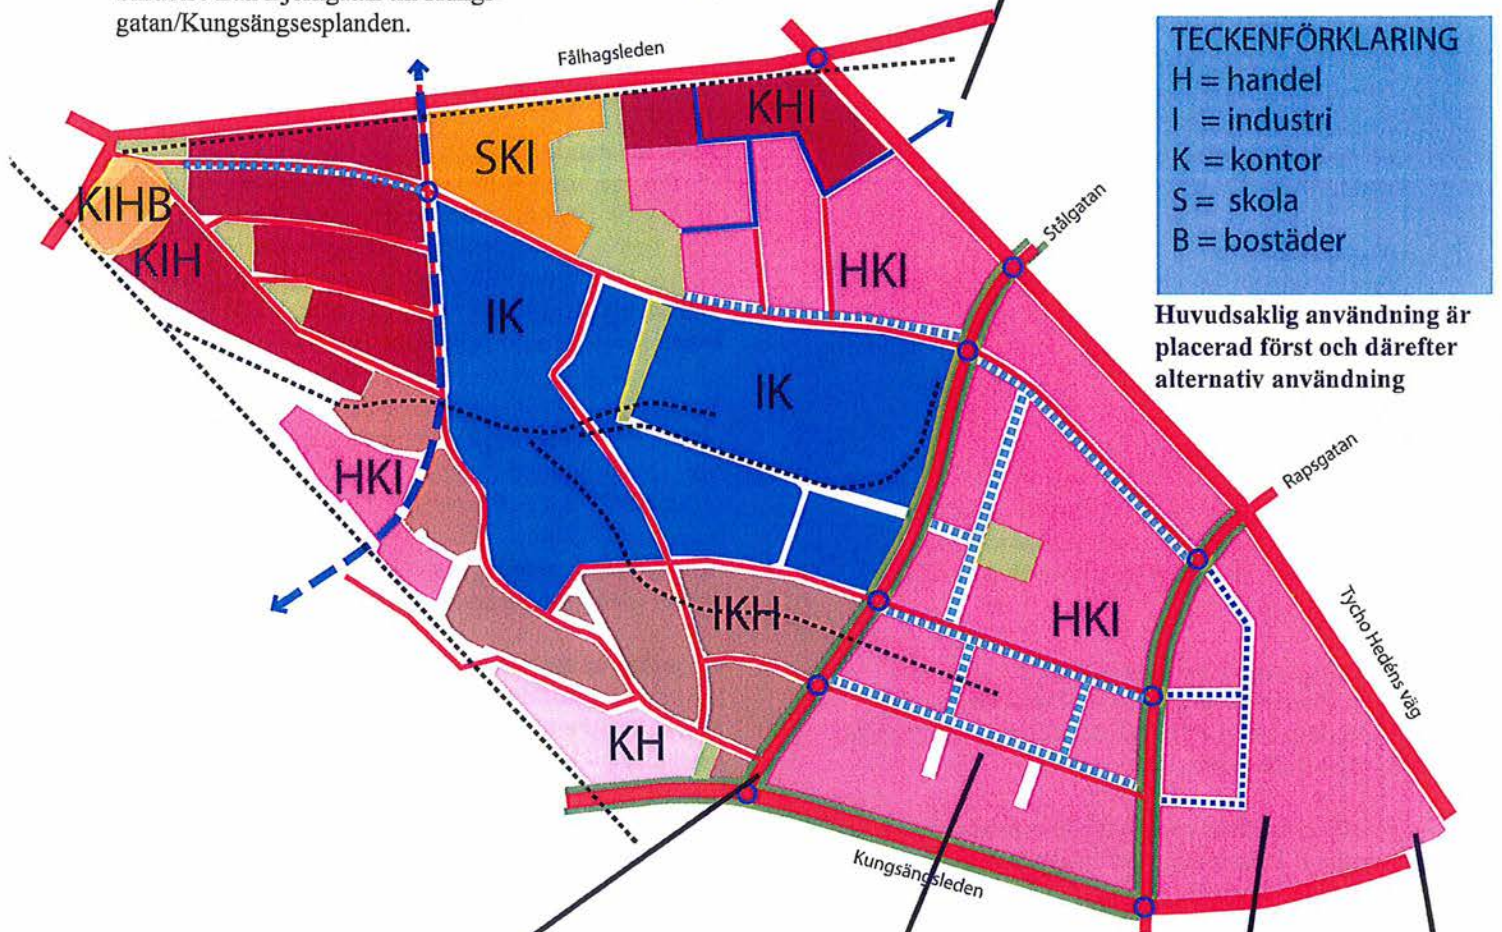 gatan/Kungsängsesplanden.
Fålhagsleden
TECKENFÖRKLARING
H = handel
I = industri
K = kontor
S = skola
B = bostäder
Huvudsaklig användning är
placerad först och därefter
alternativ användning
KHI
SKI
KIHB
KIH
Stålgatan
HKI
IK
IK
HKI
Rapsgatan
IKH
HKI
Tycho Hedéns väg
KH
Kungsängsleden